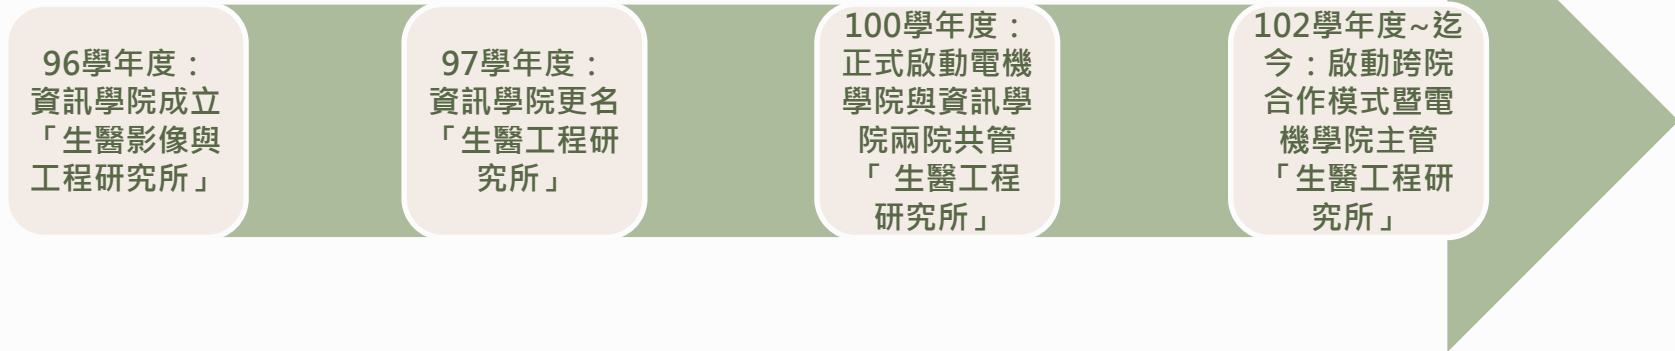 96學年度：
資訊學院成立
「生醫影像與
工程研究所」
97學年度：
資訊學院更名
「生醫工程研
究所」
100學年度：
正式啟動電機
學院與資訊學
院兩院共管
「 生醫工程
研究所」
102學年度~迄
今：啟動跨院
合作模式暨電
機學院主管
「生醫工程研
究所」